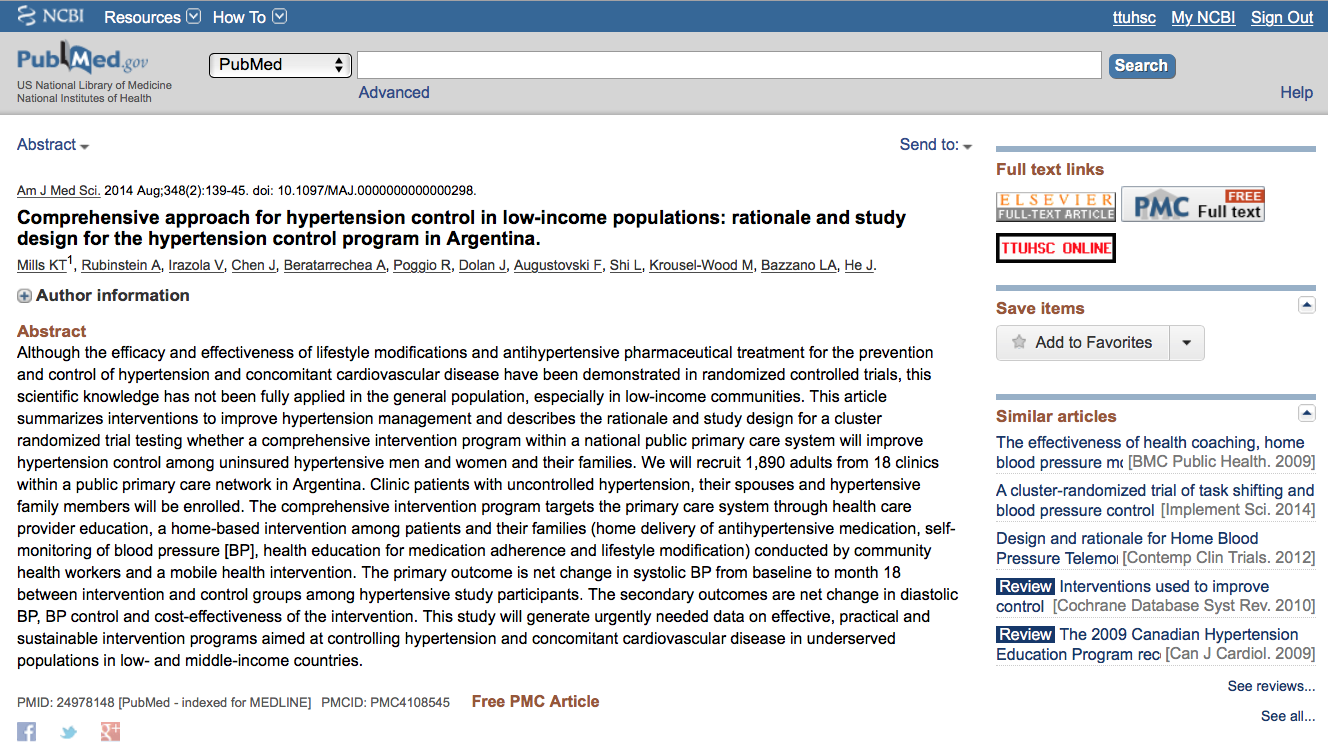 NCBI Resources How To ttuhsc My NCBI Sign Out
PubMed.gov
US National Library of Medicine
National Institutes of Health
PubMed
Search
Advanced
Help
Abstract
Send to:
Am J Med Sci. 2014 Aug;348(2):139-45. doi: 10.1097/MAJ.0000000000000298.
Comprehensive approach for hypertension control in low-income populations: rationale and study
design for the hypertension control program in Argentina.
Mills KT1, Rubinstein A, Irazola V, Chen J, Beratarrechea A, Poggio R, Dolan J, Augustovski F, Shi L, Krousel-Wood M, Bazzano LA, He J.
Author information
Abstract
Although the efficacy and effectiveness of lifestyle modifications and antihypertensive pharmaceutical treatment for the prevention
and control of hypertension and concomitant cardiovascular disease have been demonstrated in randomized controlled trials, this
scientific knowledge has not been fully applied in the general population, especially in low-income communities. This article
summarizes interventions to improve hypertension management and describes the rationale and study design for a cluster
randomized trial testing whether a comprehensive intervention program within a national public primary care system will improve
hypertension control among uninsured hypertensive men and women and their families. We will recruit 1,890 adults from 18 clinics
within a public primary care network in Argentina. Clinic patients with uncontrolled hypertension, their spouses and hypertensive
family members will be enrolled. The comprehensive intervention program targets the primary care system through health care
provider education, a home-based intervention among patients and their families (home delivery of antihypertensive medication, self-
monitoring of blood pressure [BP], health education for medication adherence and lifestyle modification) conducted by community
health workers and a mobile health intervention. The primary outcome is net change in systolic BP from baseline to month 18
between intervention and control groups among hypertensive study participants. The secondary outcomes are net change in diastolic
BP, BP control and cost-effectiveness of the intervention. This study will generate urgently needed data on effective, practical and
sustainable intervention programs aimed at controlling hypertension and concomitant cardiovascular disease in underserved
populations in low- and middle-income countries.
PMID: 24978148 [PubMed - indexed for MEDLINE] PMCID: PMC4108545 Free PMC Article
Full text links
ELSEVIER
FULL-TEXT ARTICLE
PMC FREE
Full text
TTUHSC ONLINE
Save items
Add to Favorites
Similar articles
The effectiveness of health coaching, home
blood pressure mo [BMC Public Health. 2009]
A cluster-randomized trial of task shifting and
blood pressure control [Implement Sci. 2014]
Design and rationale for Home Blood
Pressure Telemo [Contemp Clin Trials. 2012]
Review Interventions used to improve
control [Cochrane Database Syst Rev. 2010]
Review The 2009 Canadian Hypertension
Education Program rec [Can J Cardiol. 2009]
See reviews...
See all...